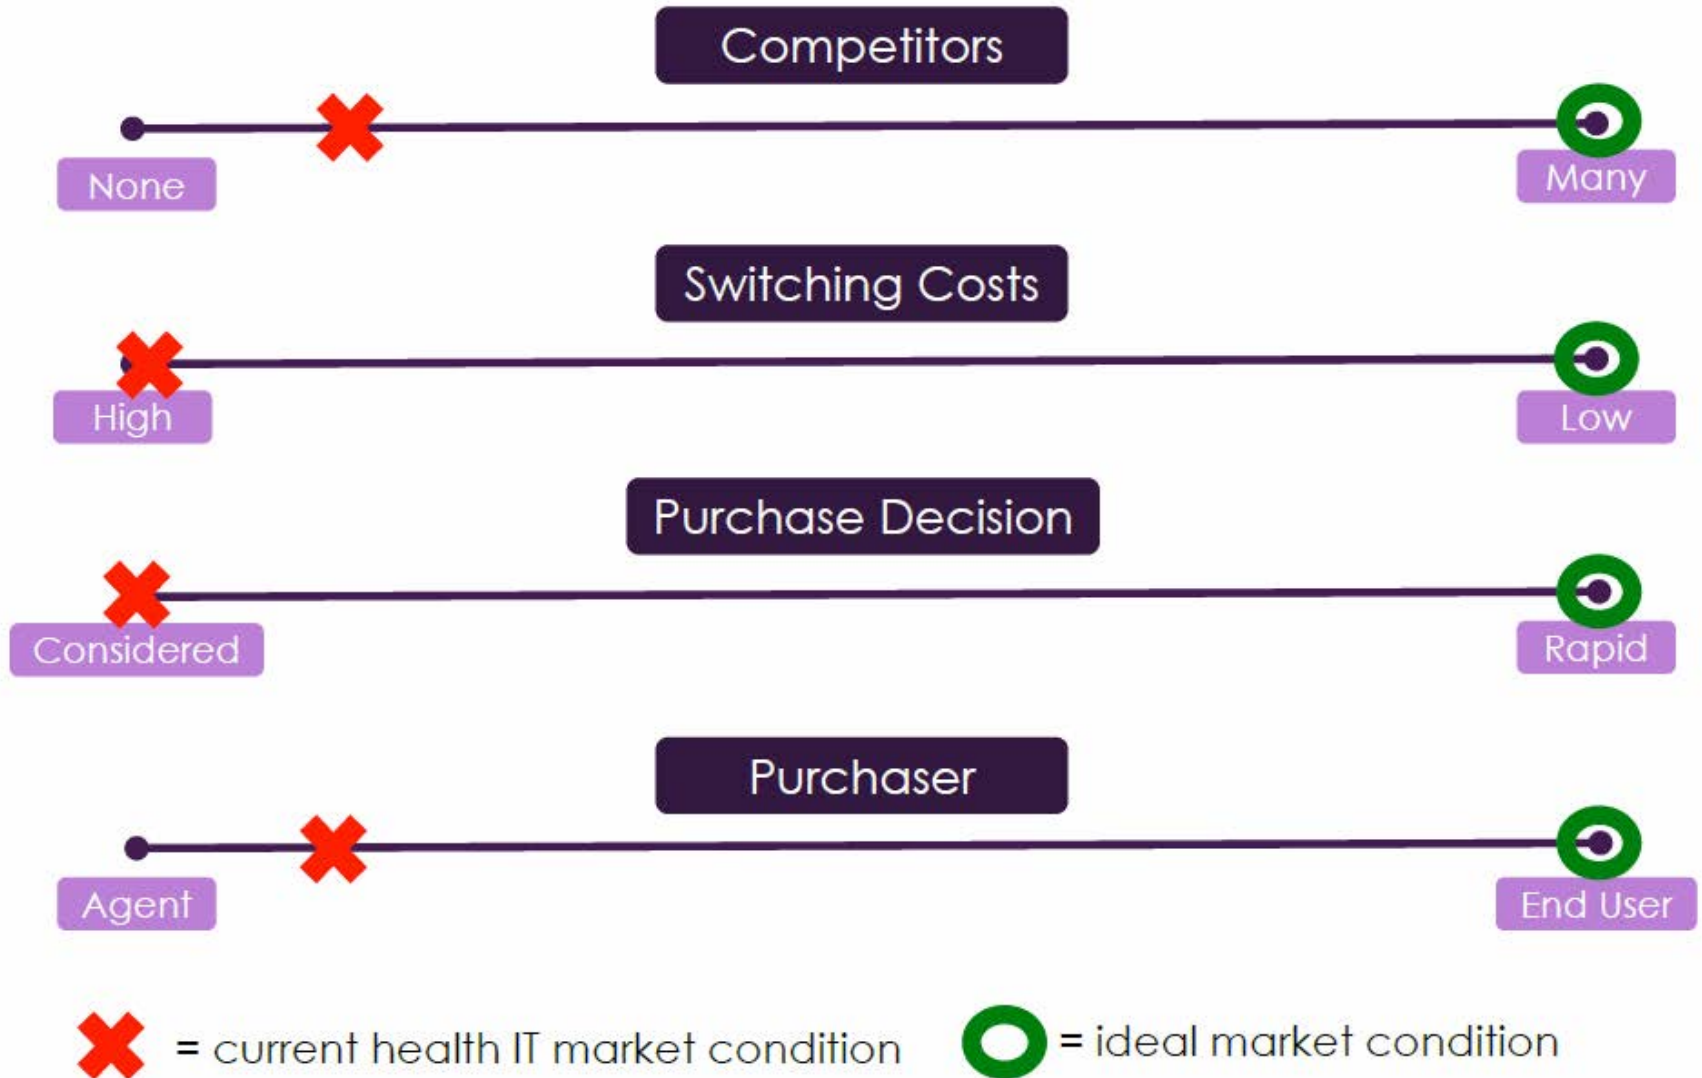 Competitors
None
Many
Switching Costs
High
Low
Purchase Decision
Considered
Rapid
Purchaser
Agent
End User
= current health IT market condition
= ideal market condition